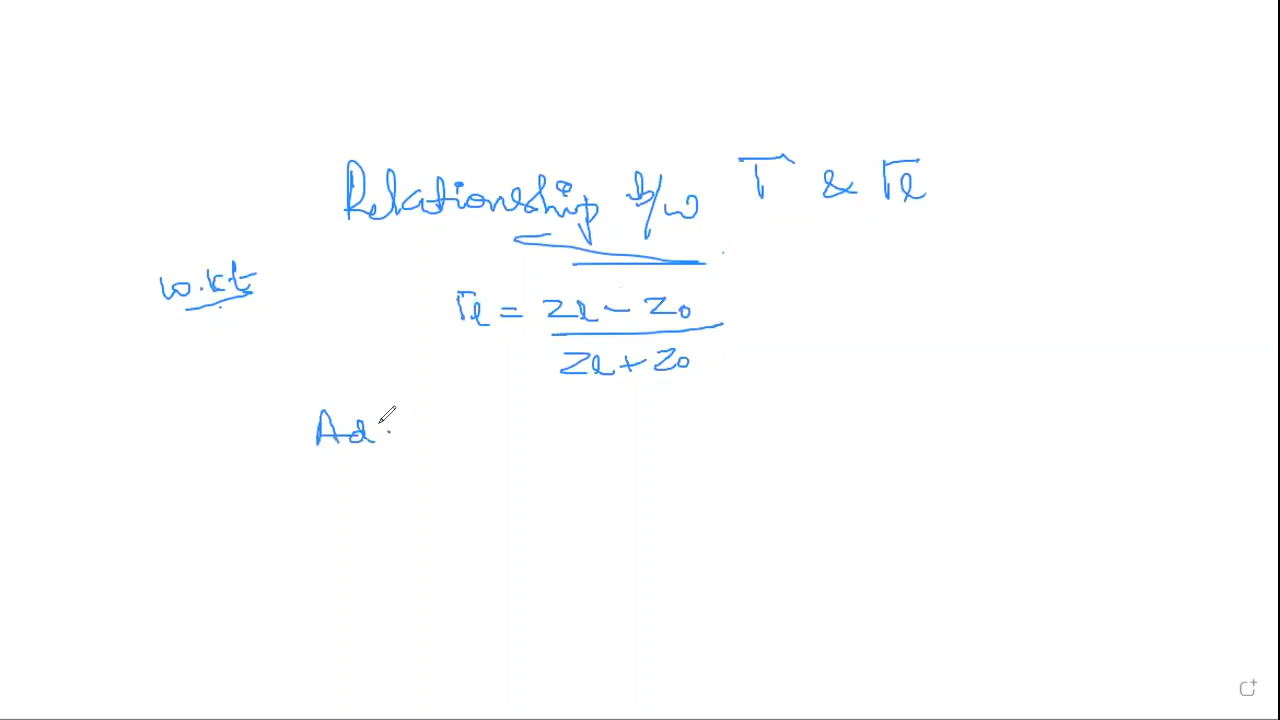 Relationship b/w T & Γl
w.k.t
Γl = Zl - Zo
Zl + Zo
Ad